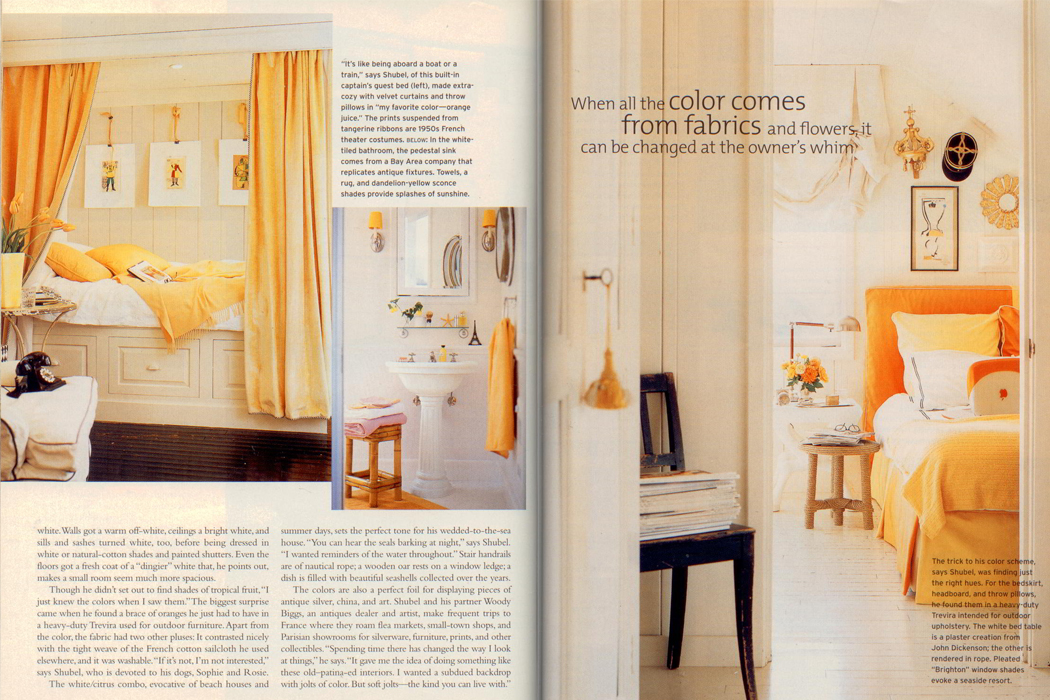 "It's like being aboard a boat or a
train," says Shubel, of this built-in
captain's guest bed (left), made extra-
cozy with velvet curtains and throw
pillows in "my favorite color—orange
juice." The prints suspended from
tangerine ribbons are 1950s French
theater costumes. BELOW: In the white-
tiled bathroom, the pedestal sink
comes from a Bay Area company that
replicates antique fixtures. Towels, a
rug, and dandelion-yellow sconce
shades provide splashes of sunshine.
white. Walls got a warm off-white, ceilings a bright white, and
sills and sashes turned white, too, before being dressed in
white or natural-cotton shades and painted shutters. Even the
floors got a fresh coat of a "dingier" white that, he points out,
makes a small room seem much more spacious.
Though he didn't set out to find shades of tropical fruit, "I
just knew the colors when I saw them." The biggest surprise
came when he found a brace of oranges he just had to have in
a heavy-duty Trevira used for outdoor furniture. Apart from
the color, the fabric had two other pluses: It contrasted nicely
with the tight weave of the French cotton sailcloth he used
elsewhere, and it was washable. "If it's not, I'm not interested,"
says Shubel, who is devoted to his dogs, Sophie and Rosie.
The white/citrus combo, evocative of beach houses and
summer days, sets the perfect tone for his wedded-to-the-sea
house. "You can hear the seals barking at night," says Shubel.
"I wanted reminders of the water throughout." Stair handrails
are of nautical rope; a wooden oar rests on a window ledge; a
dish is filled with beautiful seashells collected over the years.
The colors are also a perfect foil for displaying pieces of
antique silver, china, and art. Shubel and his partner Woody
Biggs, an antiques dealer and artist, make frequent trips to
France where they roam flea markets, small-town shops, and
Parisian showrooms for silverware, furniture, prints, and other
collectibles. "Spending time there has changed the way I look
at things," he says. "It gave me the idea of doing something like
these old–patina-ed interiors. I wanted a subdued backdrop
with jolts of color. But soft jolts—the kind you can live with."
When all the color comes
from fabrics and flowers, it
can be changed at the owner's whim.
The trick to his color scheme,
says Shubel, was finding just
the right hues. For the bedskirt,
headboard, and throw pillows,
he found them in a heavy-duty
Trevira intended for outdoor
upholstery. The white bed table
is a plaster creation from
John Dickenson; the other is
rendered in rope. Pleated
"Brighton" window shades
evoke a seaside resort.